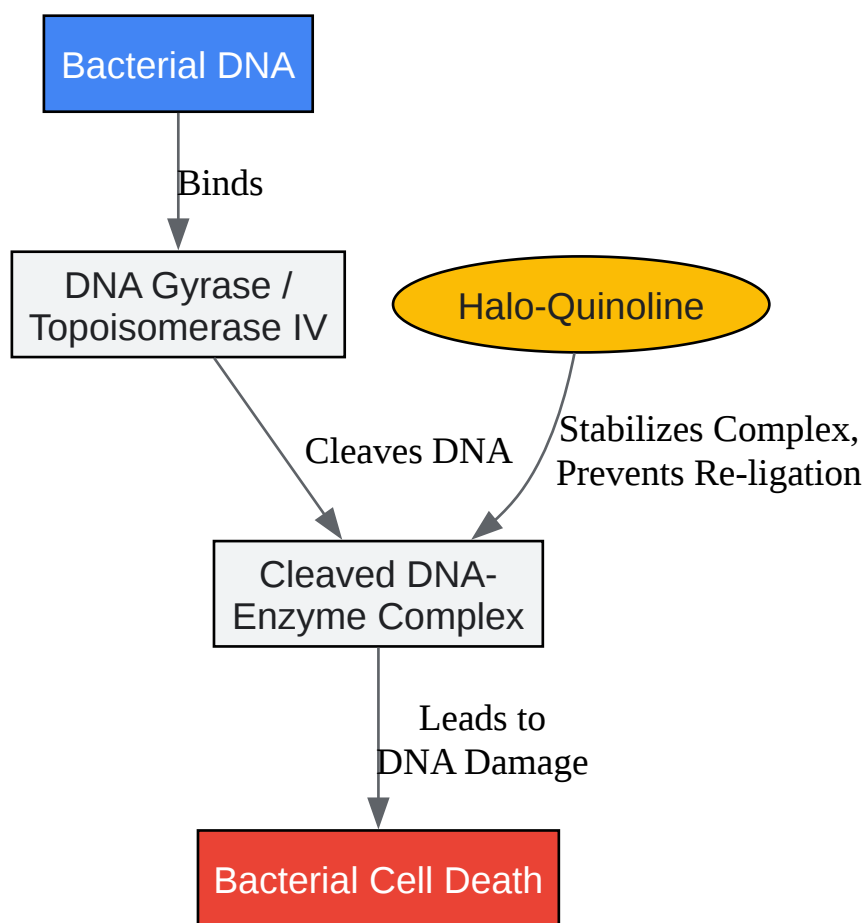 Bacterial DNA
Binds
DNA Gyrase /
Topoisomerase IV
Halo-Quinoline
Cleaves DNA
Stabilizes Complex,
Prevents Re-ligation
Cleaved DNA-
Enzyme Complex
Leads to
DNA Damage
Bacterial Cell Death